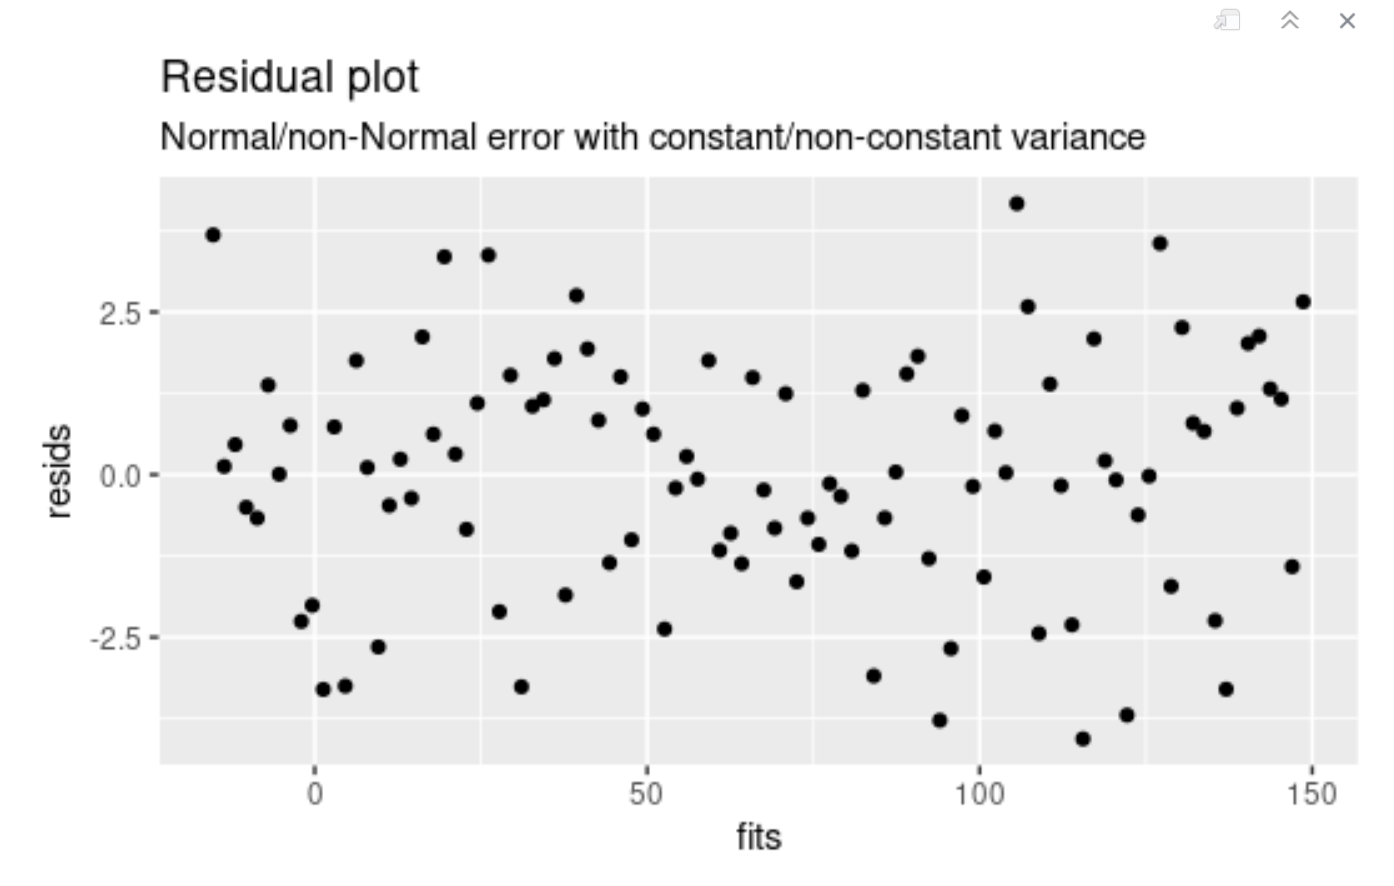 Residual plot
Normal/non-Normal error with constant/non-constant variance
2.5
0.0
-2.5
resids
0 50 100 150
fits